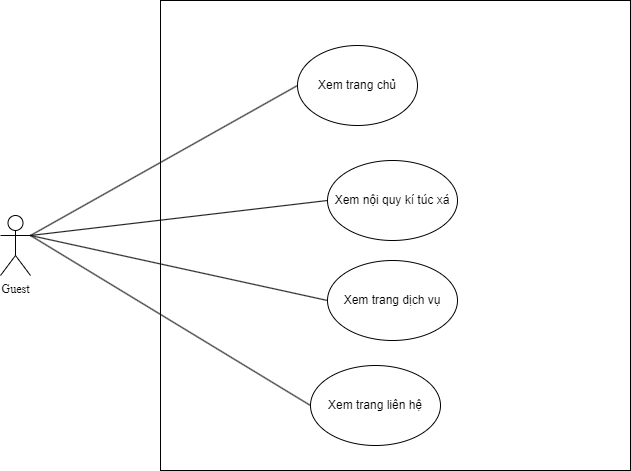 Xem trang chủ
Xem nội quy kí túc xá
Guest
Xem trang dịch vụ
Xem trang liên hệ